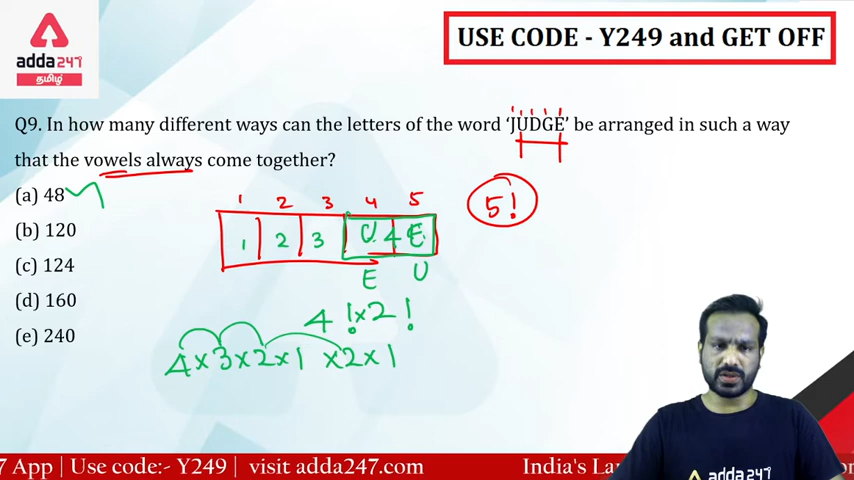 USE CODE - Y249 and GET OFF
adda247
தமிழ்
Q9. In how many different ways can the letters of the word ‘JUDGE’ be arranged in such a way
that the vowels always come together?
(a) 48
(b) 120
(c) 124
(d) 160
(e) 240
1 2 3 4 5
1 2 3 U 4 E
E U
5!
4!×2!
4×3×2×1 ×2×1
7 App | Use code:- Y249 | visit adda247.com
India's La
adda247